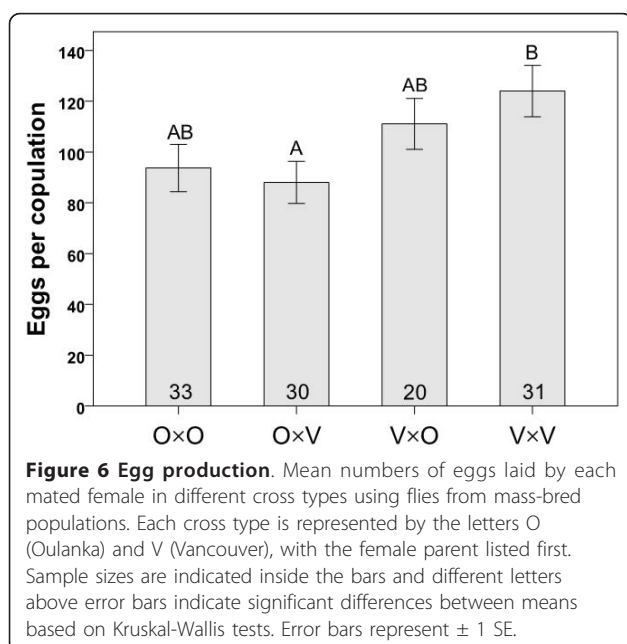 140
120
100
80
60
40
20
0
Eggs per copulation
AB
A
AB
B
33
30
20
31
O×O
O×V
V×O
V×V
Figure 6 Egg production. Mean numbers of eggs laid by each
mated female in different cross types using flies from mass-bred
populations. Each cross type is represented by the letters O
(Oulanka) and V (Vancouver), with the female parent listed first.
Sample sizes are indicated inside the bars and different letters
above error bars indicate significant differences between means
based on Kruskal-Wallis tests. Error bars represent ± 1 SE.